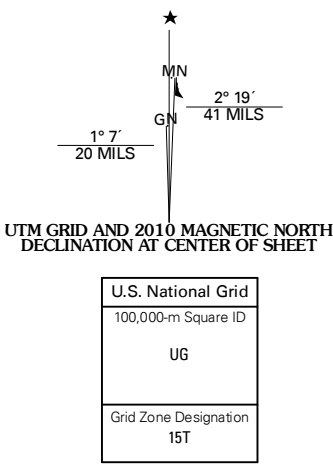 ★
MN
2° 19´
41 MILS
GN
1° 7´
20 MILS
UTM GRID AND 2010 MAGNETIC NORTH
DECLINATION AT CENTER OF SHEET
U.S. National Grid
100,000-m Square ID
UG
Grid Zone Designation
15T